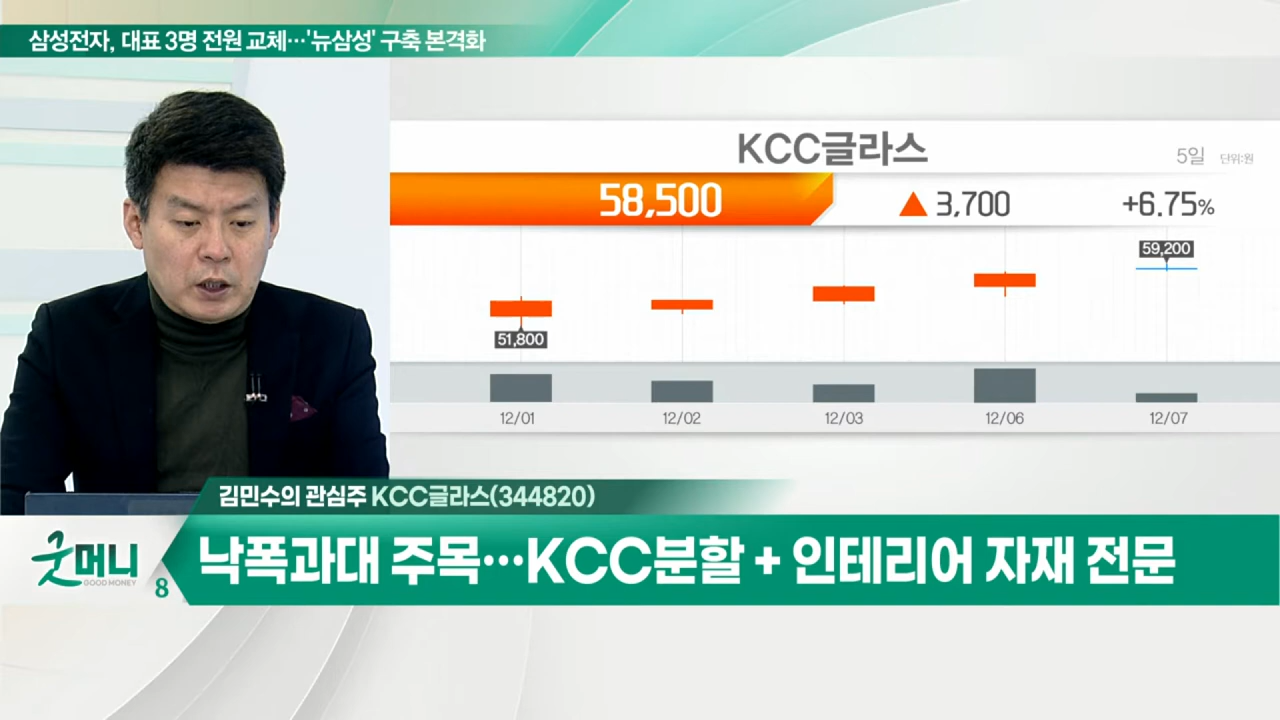 삼성전자, 대표 3명 전원 교체…'뉴삼성' 구축 본격화
KCC글라스
5일 단위:원
58,500 ▲ 3,700 +6.75%
59,200
51,800
12/01 12/02 12/03 12/06 12/07
김민수의 관심주 KCC글라스(344820)
굿머니
GOOD MONEY
8
낙폭과대 주목…KCC분할 + 인테리어 자재 전문